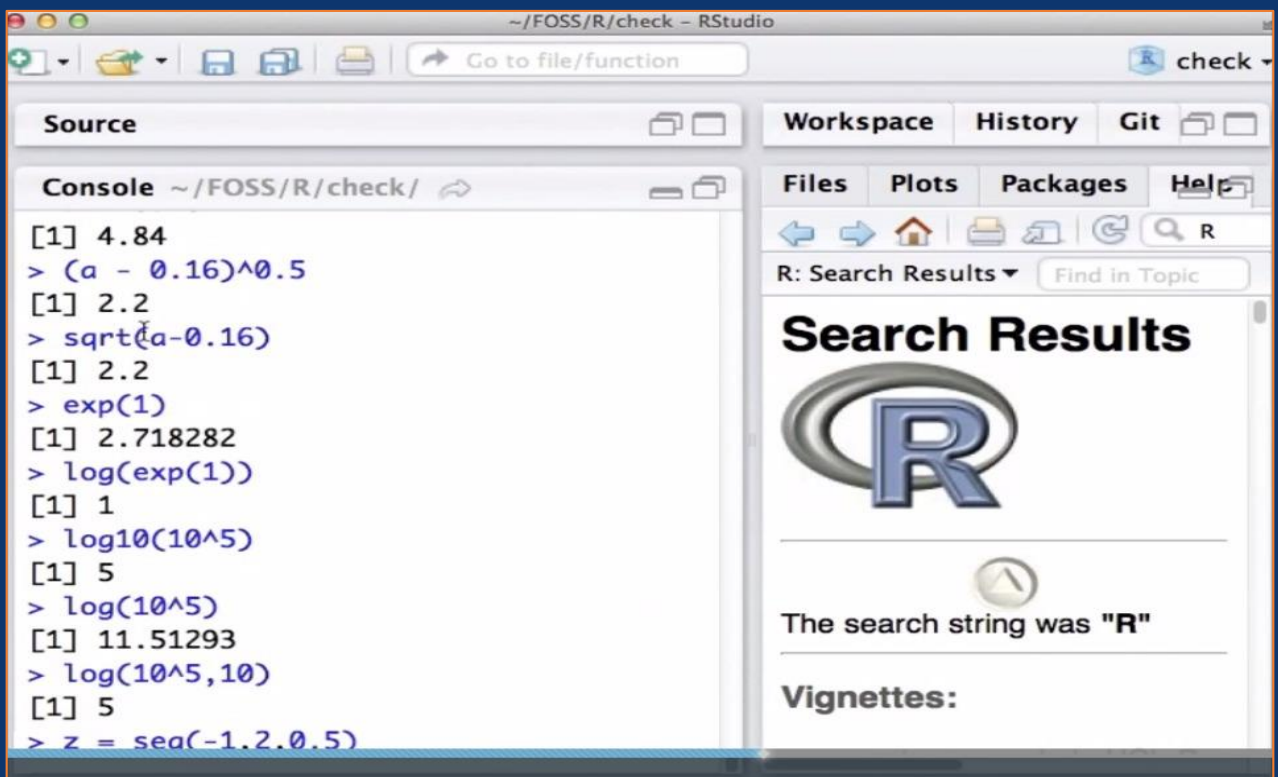 ~/FOSS/R/check – RStudio
Go to file/function
check
Source
Console ~/FOSS/R/check/
[1] 4.84
> (a - 0.16)^0.5
[1] 2.2
> sqrt(a-0.16)
[1] 2.2
> exp(1)
[1] 2.718282
> log(exp(1))
[1] 1
> log10(10^5)
[1] 5
> log(10^5)
[1] 11.51293
> log(10^5,10)
[1] 5
> z = seq(-1,2,0.5)
Workspace History Git
Files Plots Packages Help
R
R: Search Results Find in Topic
Search Results
R
The search string was "R"
Vignettes: